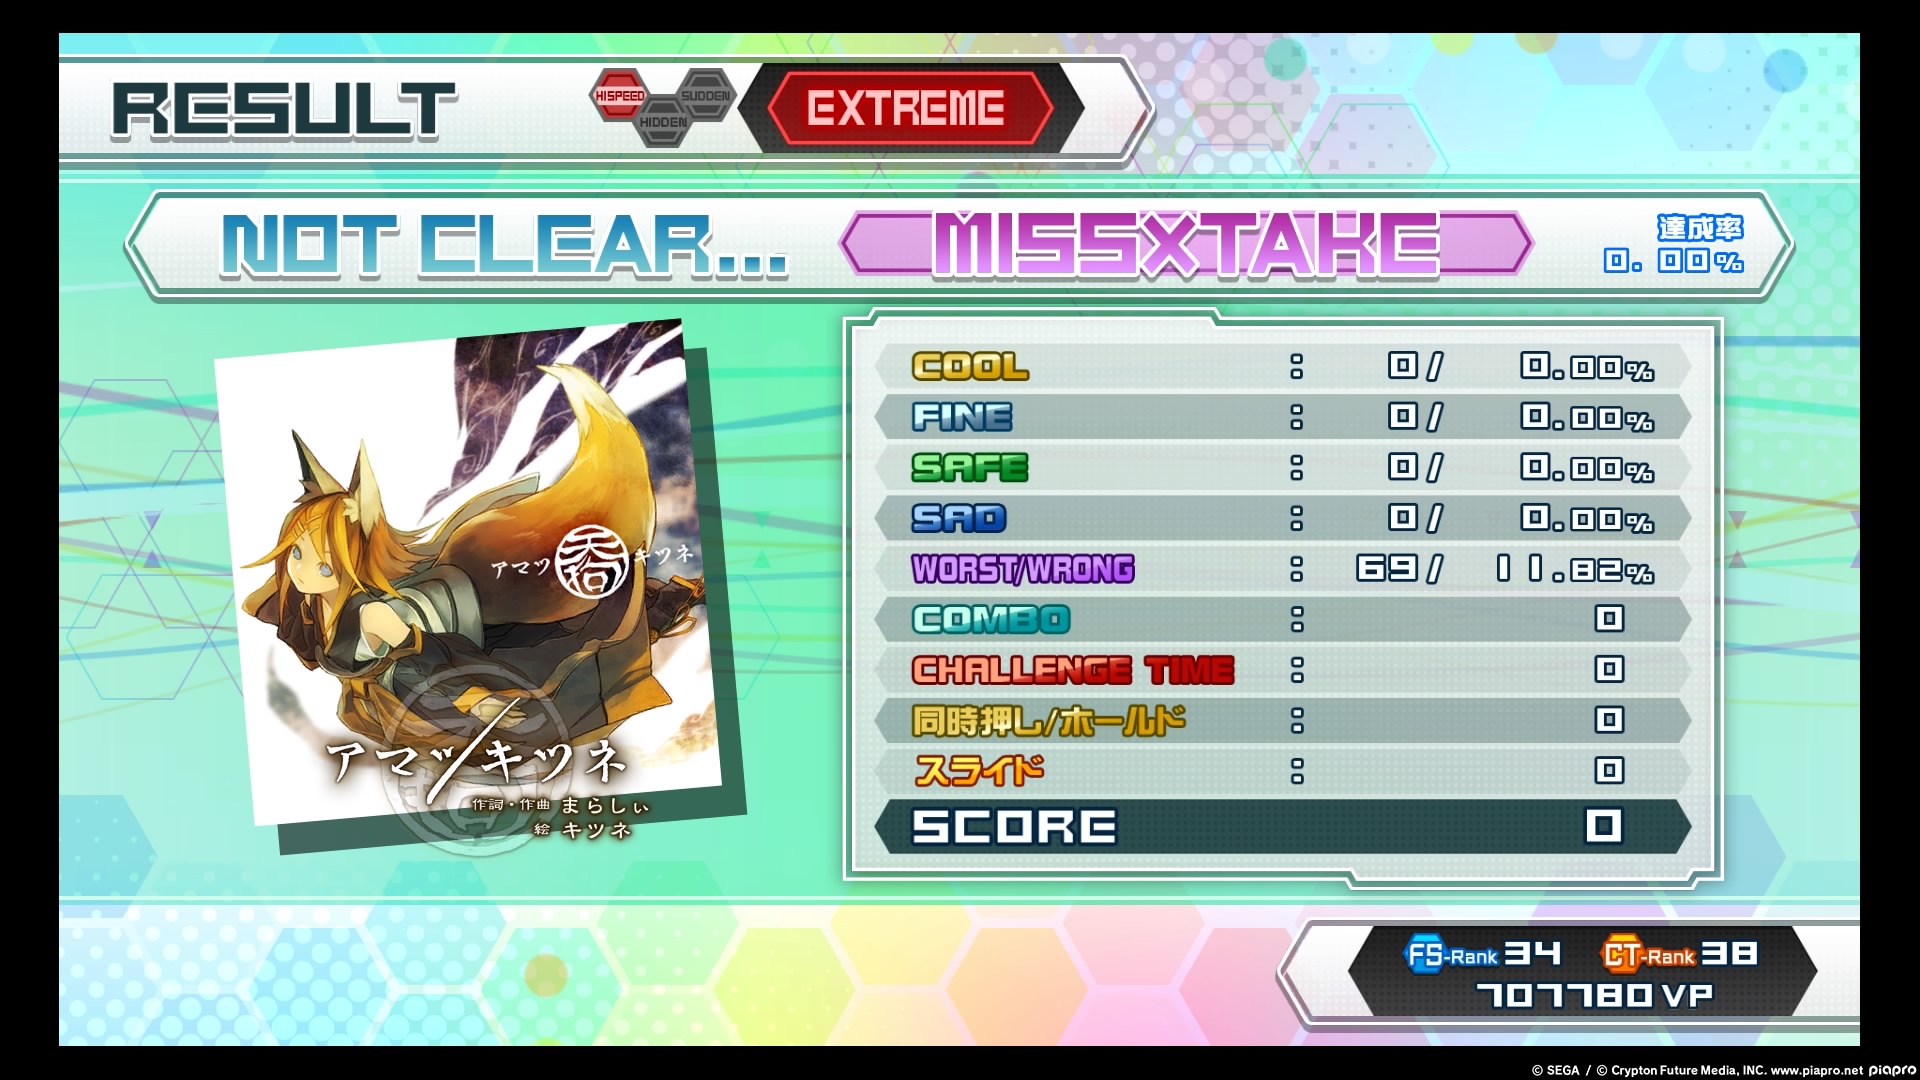 RESULT
HISPEED
HIDDEN
SUDDEN
EXTREME
NOT CLEAR...
MISS×TAKE
達成率
0.00%
アマツキツネ
アマツキツネ
作詞・作曲 まらしぃ
絵 キツネ
COOL : 0/ 0.00%
FINE : 0/ 0.00%
SAFE : 0/ 0.00%
SAD : 0/ 0.00%
WORST/WRONG : 69/ 11.82%
COMBO : 0
CHALLENGE TIME : 0
同時押し/ホールド : 0
スライド : 0
SCORE 0
FS-Rank 34 CT-Rank 38
707780 VP
© SEGA / © Crypton Future Media, INC. www.piapro.net piapro